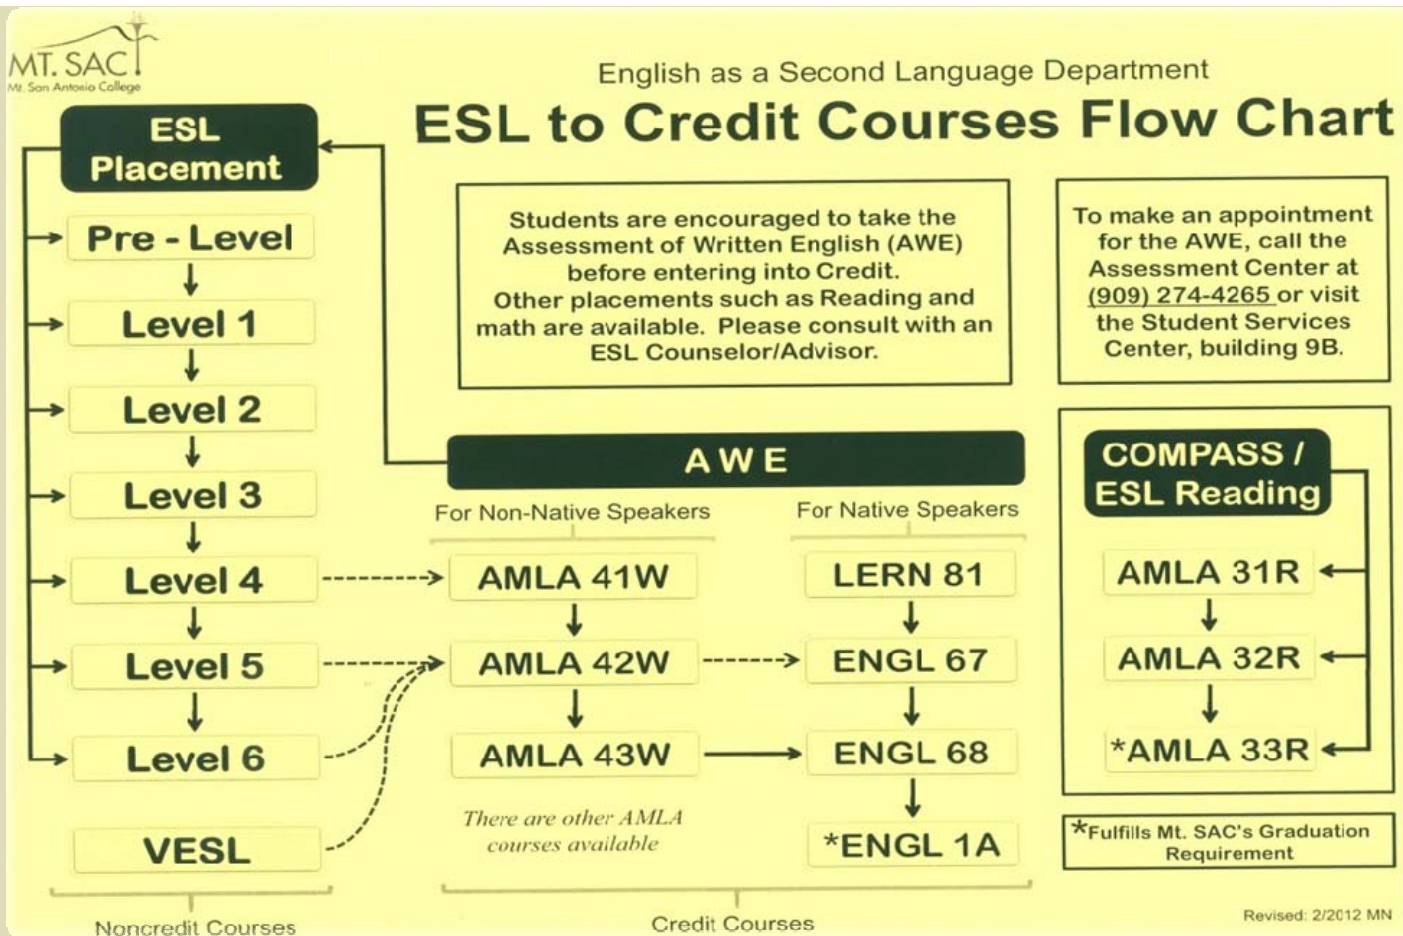 MT. SAC
Mt. San Antonio College
English as a Second Language Department
ESL to Credit Courses Flow Chart
ESL
Placement
Pre - Level
Level 1
Level 2
Level 3
Level 4
Level 5
Level 6
VESL
Noncredit Courses
Students are encouraged to take the
Assessment of Written English (AWE)
before entering into Credit.
Other placements such as Reading and
math are available. Please consult with an
ESL Counselor/Advisor.
To make an appointment
for the AWE, call the
Assessment Center at
(909) 274-4265 or visit
the Student Services
Center, building 9B.
AWE
For Non-Native Speakers
AMLA 41W
AMLA 42W
AMLA 43W
There are other AMLA
courses available
For Native Speakers
LERN 81
ENGL 67
ENGL 68
*ENGL 1A
Credit Courses
COMPASS /
ESL Reading
AMLA 31R
AMLA 32R
*AMLA 33R
*Fulfills Mt. SAC's Graduation
Requirement
Revised: 2/2012 MN